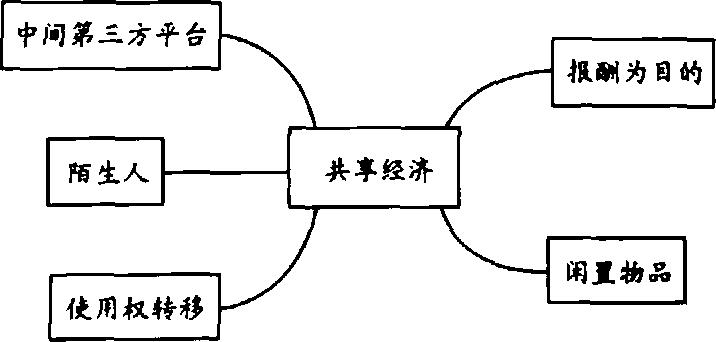 中间第三方平台
报酬为目的
陌生人
共享经济
闲置物品
使用权转移